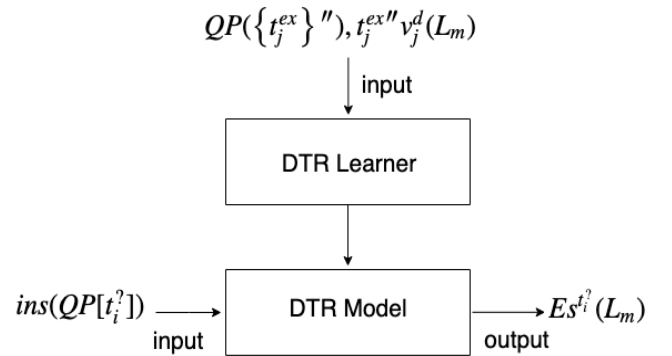 QP({t_j^{ex}}″), t_j^{ex}″ v_j^d(L_m)
input
DTR Learner
ins(QP[t_i^?])
input
DTR Model
output
Es^{t_i^?}(L_m)